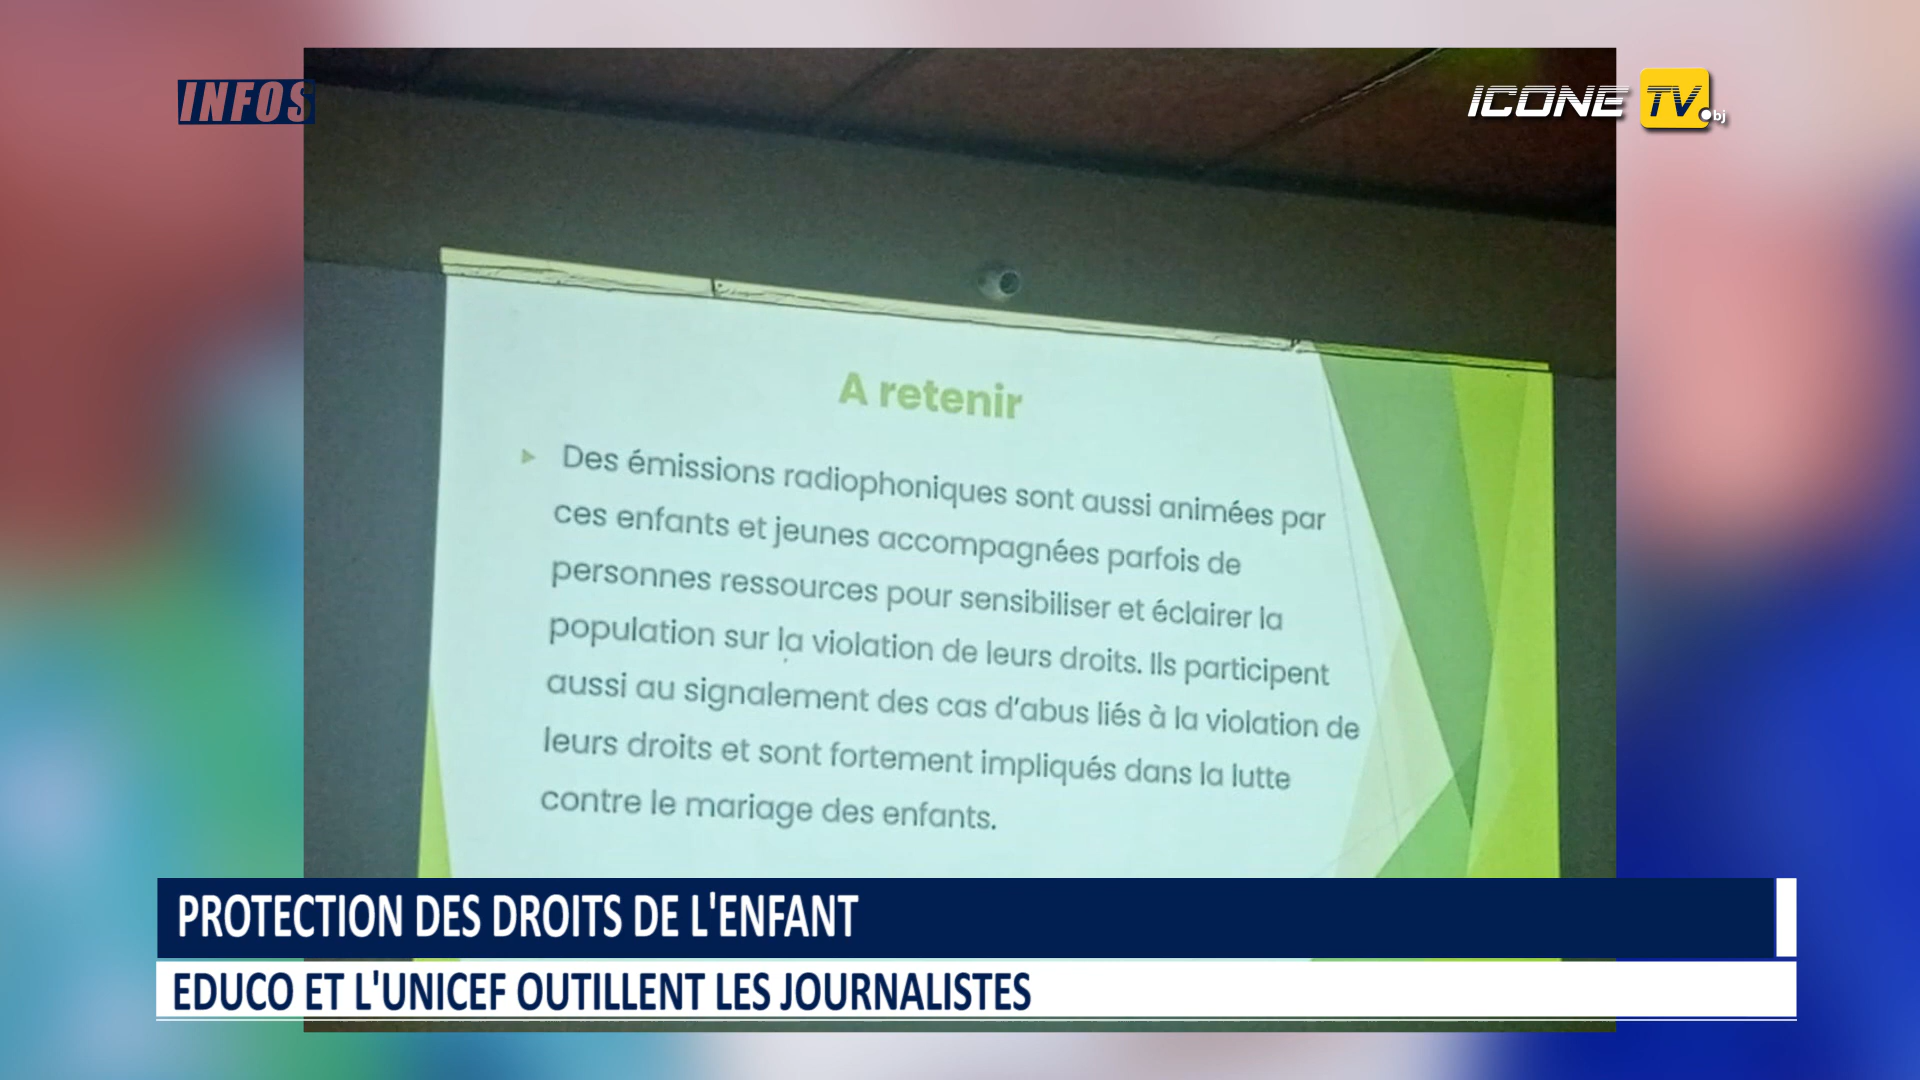 INFOS
ICONE TV.bj
A retenir
Des émissions radiophoniques sont aussi animées par
ces enfants et jeunes accompagnées parfois de
personnes ressources pour sensibiliser et éclairer la
population sur la violation de leurs droits. Ils participent
aussi au signalement des cas d'abus liés à la violation de
leurs droits et sont fortement impliqués dans la lutte
contre le mariage des enfants.
PROTECTION DES DROITS DE L'ENFANT
EDUCO ET L'UNICEF OUTILLENT LES JOURNALISTES